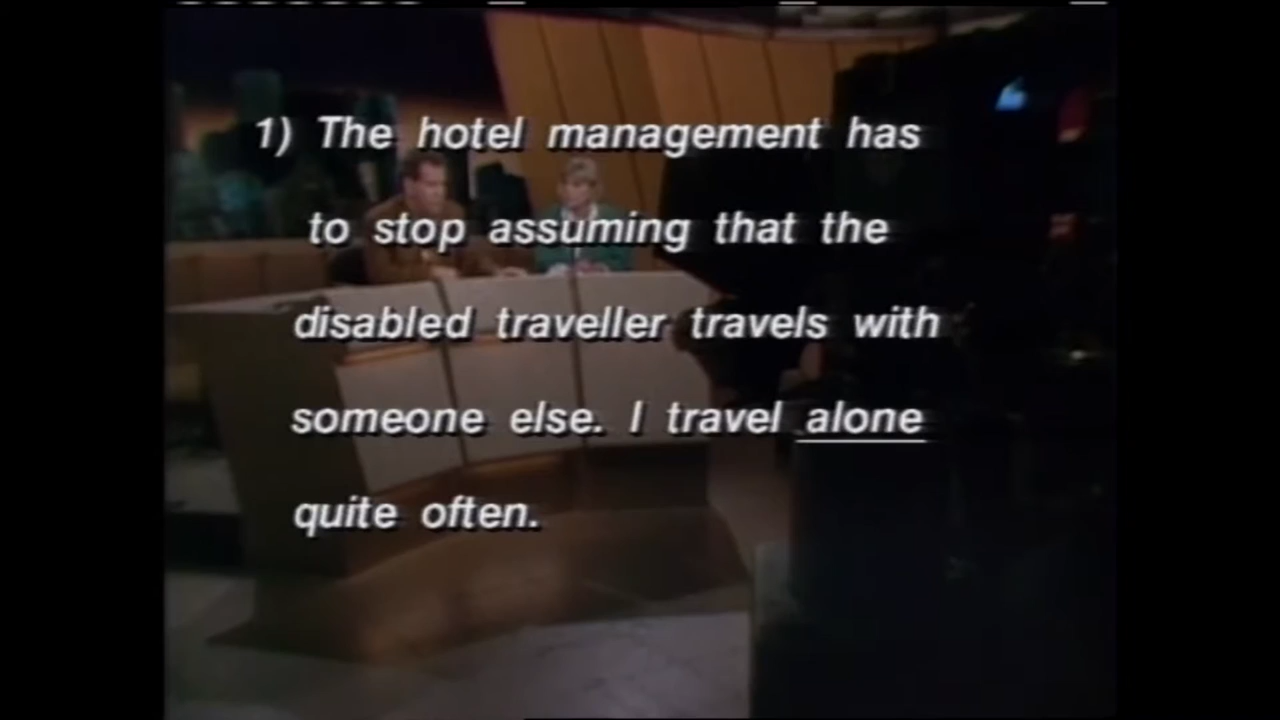 1) The hotel management has
to stop assuming that the
disabled traveller travels with
someone else. I travel alone
quite often.